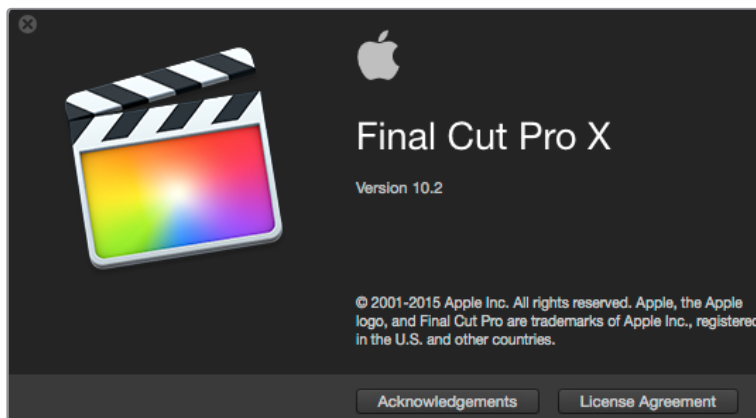 Final Cut Pro X
Version 10.2
© 2001-2015 Apple Inc. All rights reserved. Apple, the Apple
logo, and Final Cut Pro are trademarks of Apple Inc., registered
in the U.S. and other countries.
Acknowledgements
License Agreement